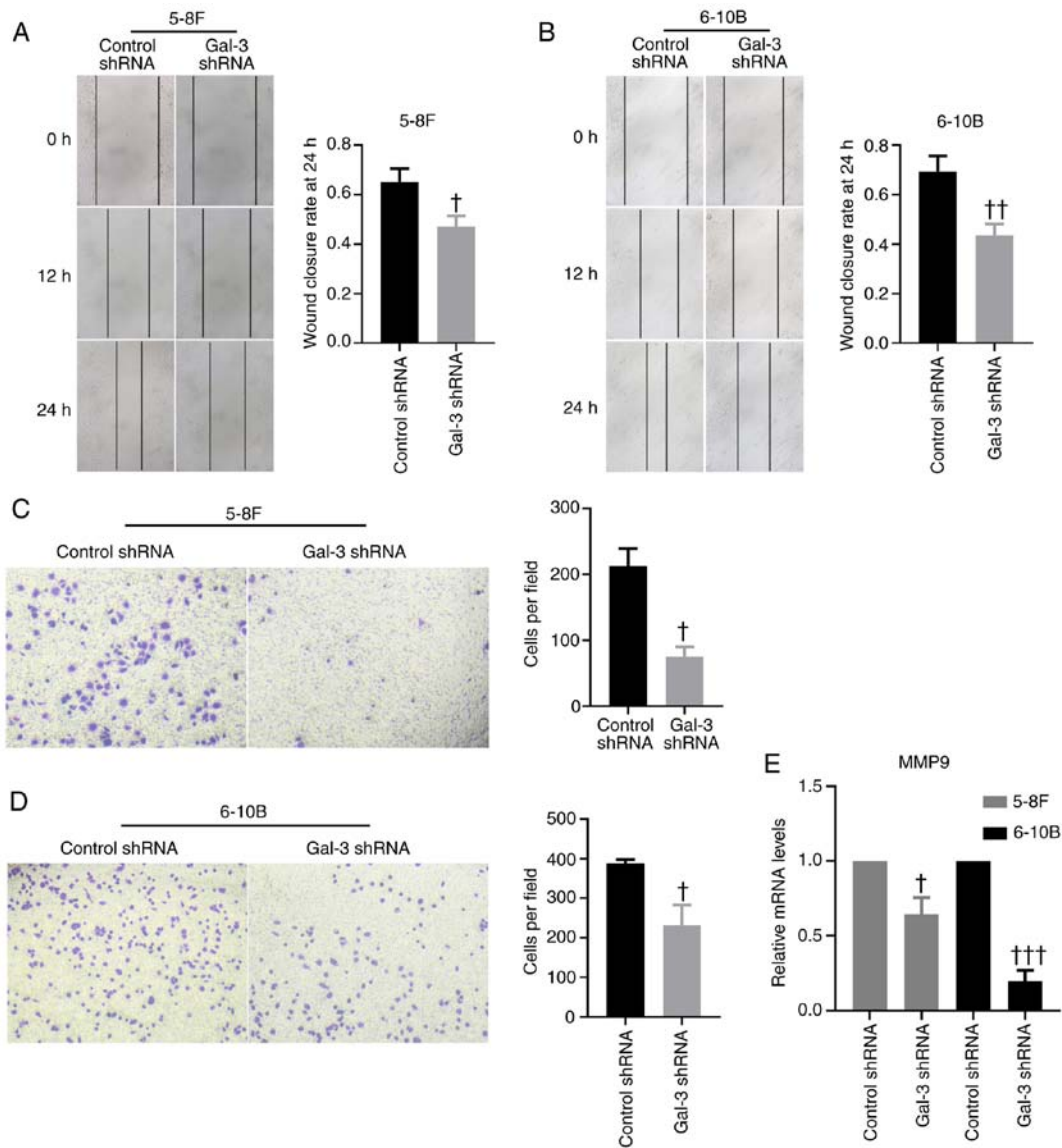 A
5-8F
Control
shRNA
Gal-3
shRNA
0 h
12 h
24 h
5-8F
Wound closure rate at 24 h
0.8
0.6
0.4
0.2
0.0
†
Control shRNA
Gal-3 shRNA
B
6-10B
Control
shRNA
Gal-3
shRNA
0 h
12 h
24 h
6-10B
Wound closure rate at 24 h
0.8
0.6
0.4
0.2
0.0
††
Control shRNA
Gal-3 shRNA
C
5-8F
Control shRNA
Gal-3 shRNA
Cells per field
300
200
100
0
†
Control
shRNA
Gal-3
shRNA
D
6-10B
Control shRNA
Gal-3 shRNA
Cells per field
500
400
300
200
100
0
†
Control shRNA
Gal-3 shRNA
E
MMP9
Relative mRNA levels
1.5
1.0
0.5
0.0
5-8F
6-10B
†
†††
Control shRNA
Gal-3 shRNA
Control shRNA
Gal-3 shRNA